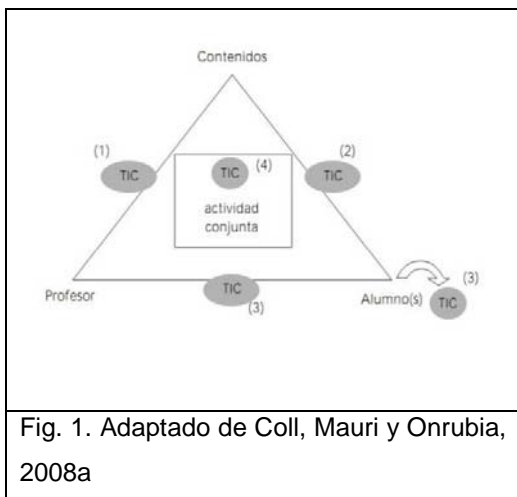 Contenidos
(1)
TIC
TIC
(4)
(2)
TIC
actividad
conjunta
Profesor
TIC
(3)
Alumno(s)
TIC
(3)
Fig. 1. Adaptado de Coll, Mauri y Onrubia,
2008a